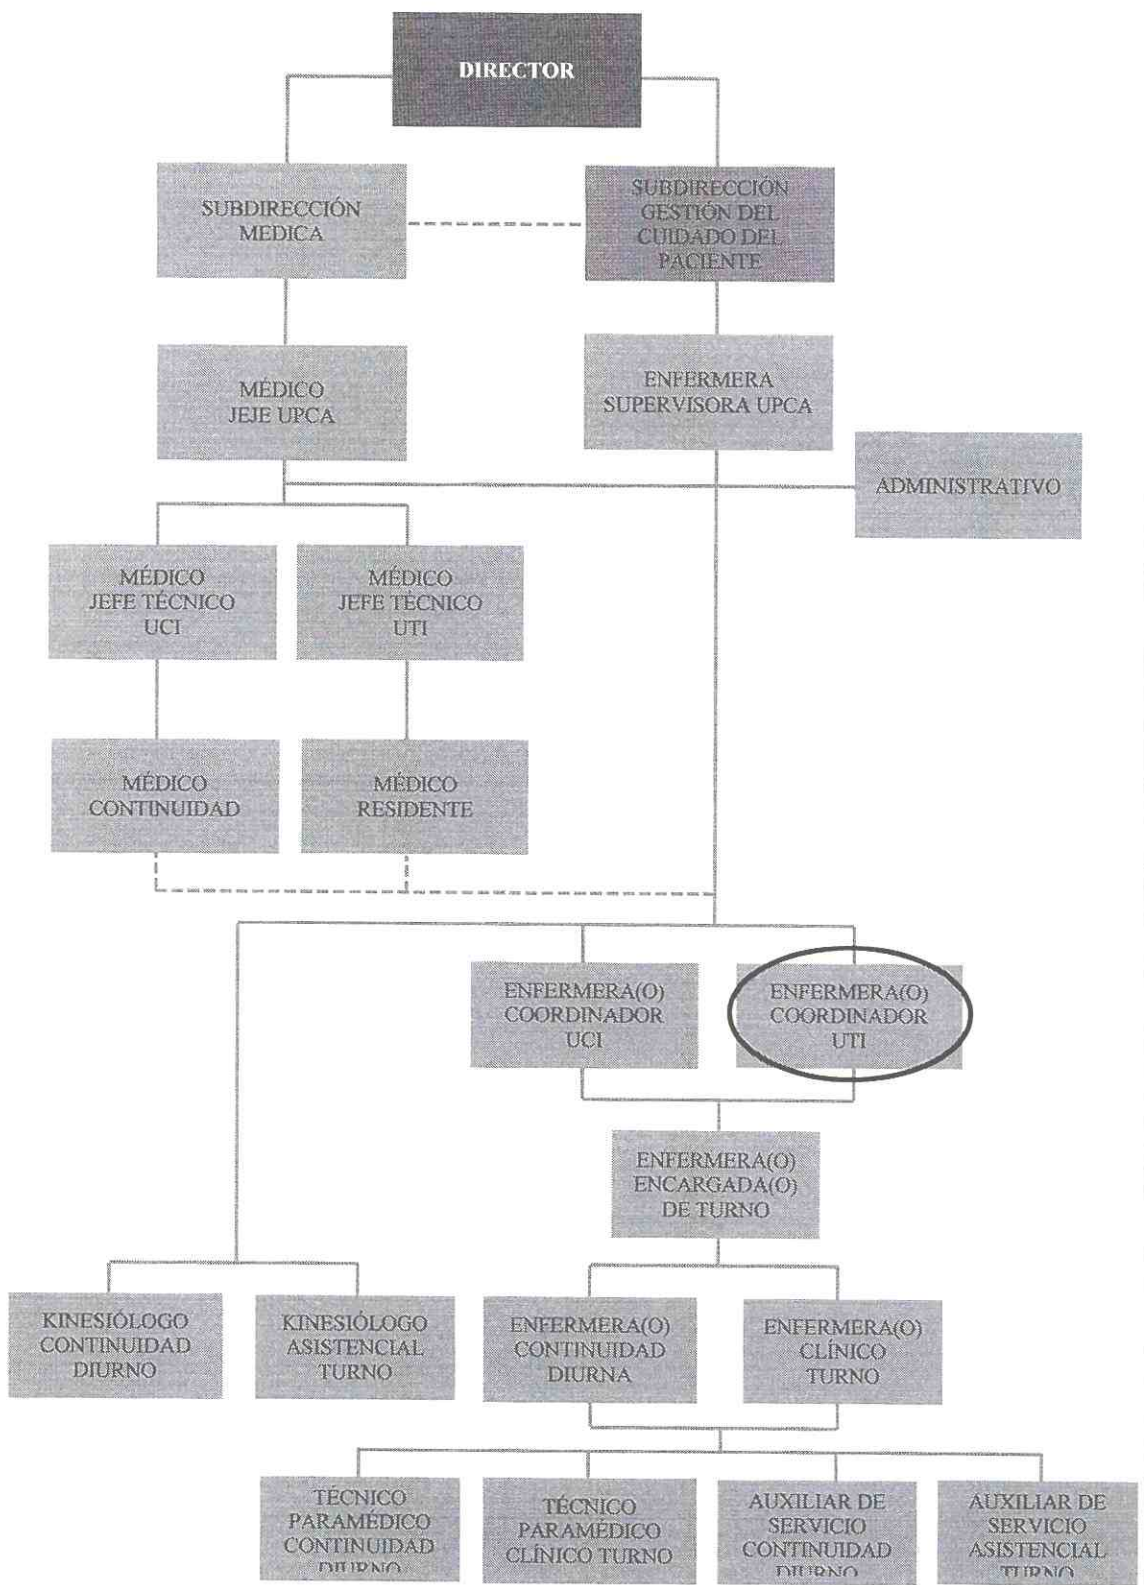 DIRECTOR
SUBDIRECCIÓN
MEDICA
SUBDIRECCIÓN
GESTIÓN DEL
CUIDADO DEL
PACIENTE
MÉDICO
JEJE UPCA
ENFERMERA
SUPERVISORA UPCA
ADMINISTRATIVO
MÉDICO
JEFE TÉCNICO
UCI
MÉDICO
JEFE TÉCNICO
UTI
MÉDICO
CONTINUIDAD
MÉDICO
RESIDENTE
ENFERMERA(O)
COORDINADOR
UCI
ENFERMERA(O)
COORDINADOR
UTI
ENFERMERA(O)
ENCARGADA(O)
DE TURNO
KINESIÓLOGO
CONTINUIDAD
DIURNO
KINESIÓLOGO
ASISTENCIAL
TURNO
ENFERMERA(O)
CONTINUIDAD
DIURNA
ENFERMERA(O)
CLÍNICO
TURNO
TÉCNICO
PARAMÉDICO
CONTINUIDAD
DIURNO
TÉCNICO
PARAMÉDICO
CLÍNICO TURNO
AUXILIAR DE
SERVICIO
CONTINUIDAD
DIURNO
AUXILIAR DE
SERVICIO
ASISTENCIAL
TURNO